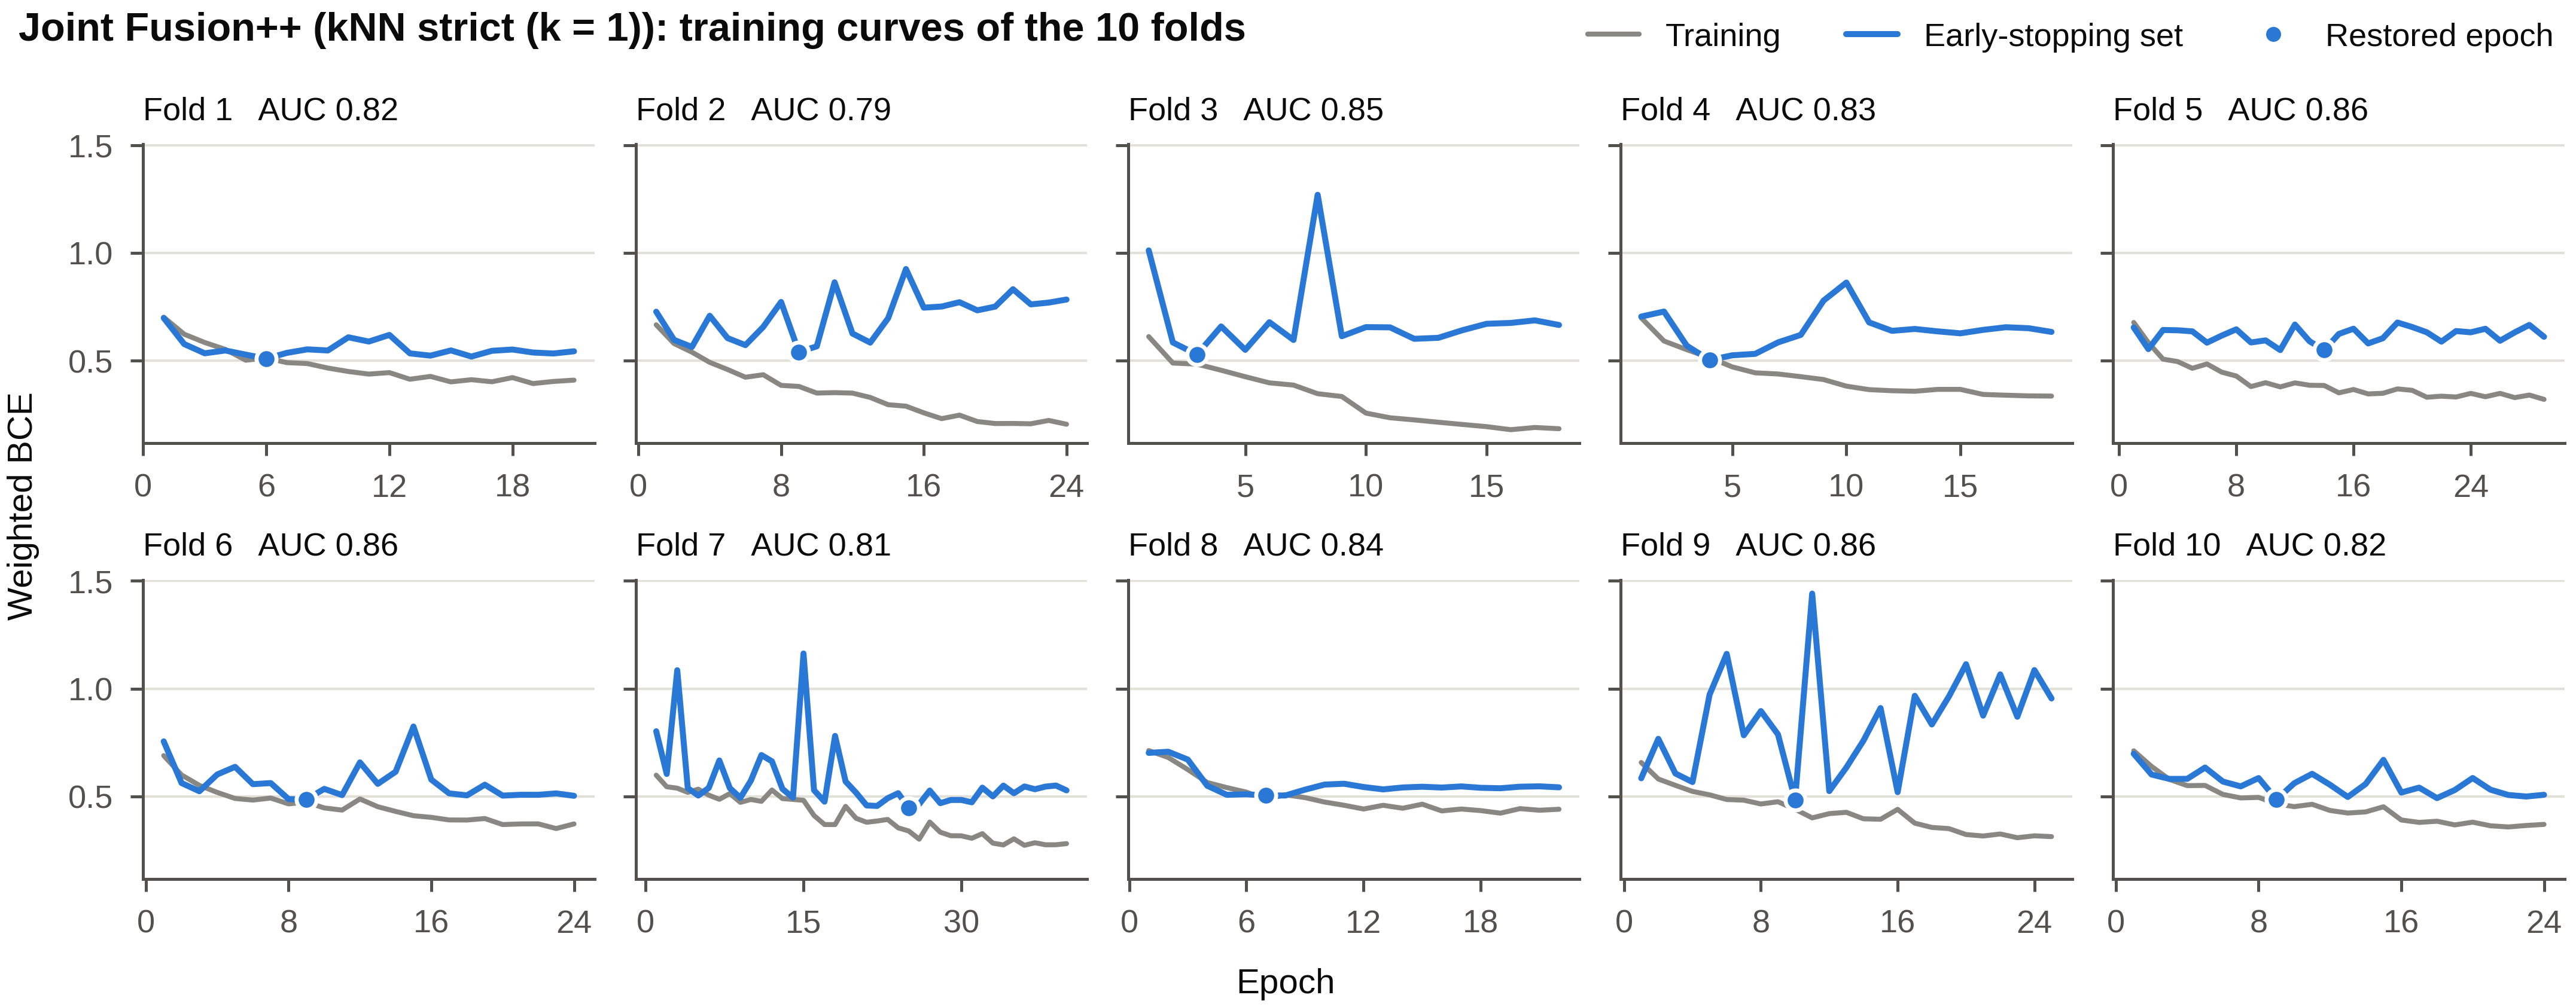 Joint Fusion++ (kNN strict (k = 1)): training curves of the 10 folds
Training
Early-stopping set
Restored epoch
Fold 1 AUC 0.82
Fold 2 AUC 0.79
Fold 3 AUC 0.85
Fold 4 AUC 0.83
Fold 5 AUC 0.86
1.5
1.0
0.5
0 6 12 18
0 8 16 24
5 10 15
5 10 15
0 8 16 24
Weighted BCE
Fold 6 AUC 0.86
Fold 7 AUC 0.81
Fold 8 AUC 0.84
Fold 9 AUC 0.86
Fold 10 AUC 0.82
1.5
1.0
0.5
0 8 16 24
0 15 30
0 6 12 18
0 8 16 24
0 8 16 24
Epoch